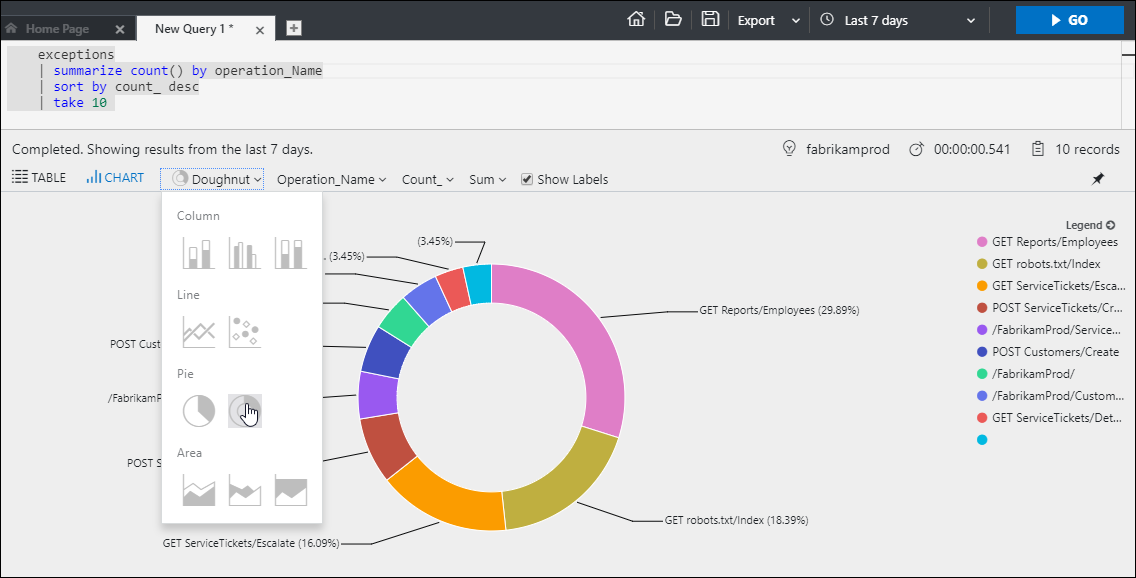 Home Page
New Query 1 *
Export
Last 7 days
GO
exceptions
| summarize count() by operation_Name
| sort by count_ desc
| take 10
Completed. Showing results from the last 7 days.
fabrikamprod
00:00:00.541
10 records
TABLE
CHART
Doughnut
Operation_Name
Count_
Sum
Show Labels
Column
Line
Pie
Area
(3.45%)
. (3.45%)
POST Custo
/FabrikamP
POST S
GET ServiceTickets/Escalate (16.09%)
GET Reports/Employees (29.89%)
GET robots.txt/Index (18.39%)
Legend
GET Reports/Employees
GET robots.txt/Index
GET ServiceTickets/Esca...
POST ServiceTickets/Cr...
/FabrikamProd/Service...
POST Customers/Create
/FabrikamProd/
/FabrikamProd/Custom...
GET ServiceTickets/Det...